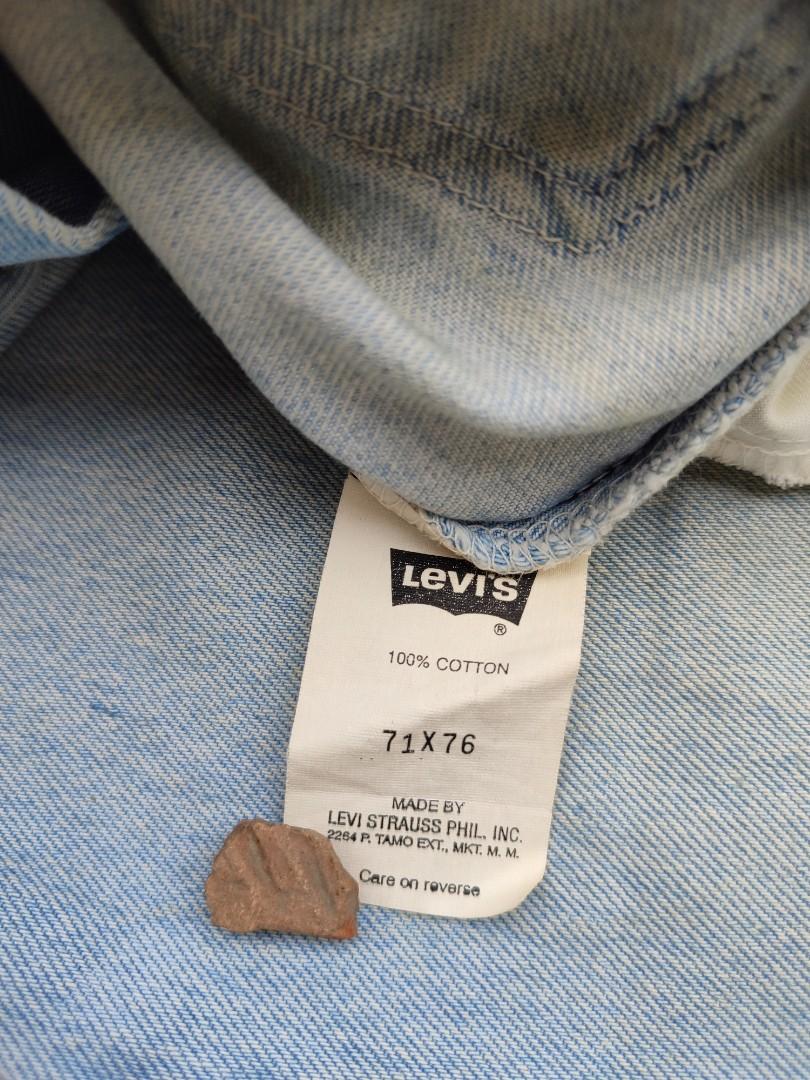 LEVI'S
®
100% COTTON
71X76
MADE BY
LEVI STRAUSS PHIL. INC.
2264 P. TAMO EXT., MKT. M. M.
Care on reverse